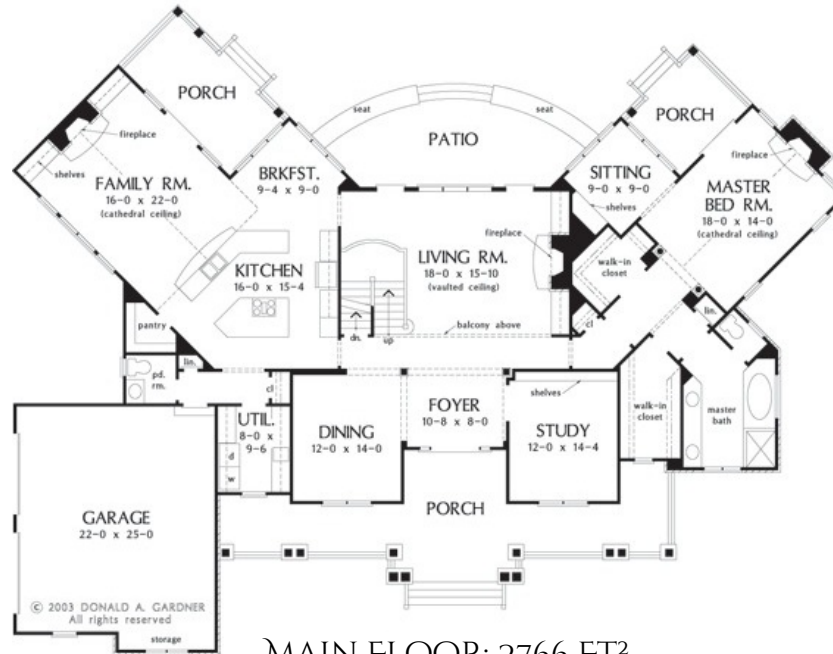 PORCH
fireplace
shelves
FAMILY RM.
16-0 x 22-0
(cathedral ceiling)
BRKFST.
9-4 x 9-0
seat
seat
PATIO
PORCH
fireplace
SITTING
9-0 x 9-0
shelves
MASTER
BED RM.
18-0 x 14-0
(cathedral ceiling)
KITCHEN
16-0 x 15-4
LIVING RM.
18-0 x 15-10
(vaulted ceiling)
fireplace
walk-in
closet
pantry
dn.
up
balcony above
cl
lin.
pd.
rm.
lin.
cl
UTIL.
8-0 x
9-6
d
w
DINING
12-0 x 14-0
FOYER
10-8 x 8-0
shelves
STUDY
12-0 x 14-4
walk-in
closet
master
bath
PORCH
GARAGE
22-0 x 25-0
© 2003 DONALD A. GARDNER
All rights reserved
storage
MAIN FLOOR: 2766 FT²